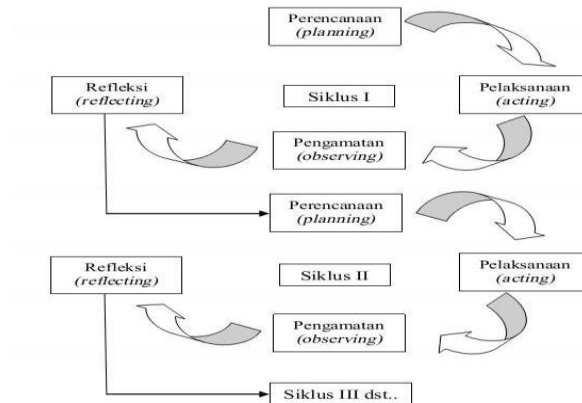 Perencanaan
(planning)
Refleksi
(reflecting)
Siklus I
Pelaksanaan
(acting)
Pengamatan
(observing)
Perencanaan
(planning)
Refleksi
(reflecting)
Siklus II
Pelaksanaan
(acting)
Pengamatan
(observing)
Siklus III dst..